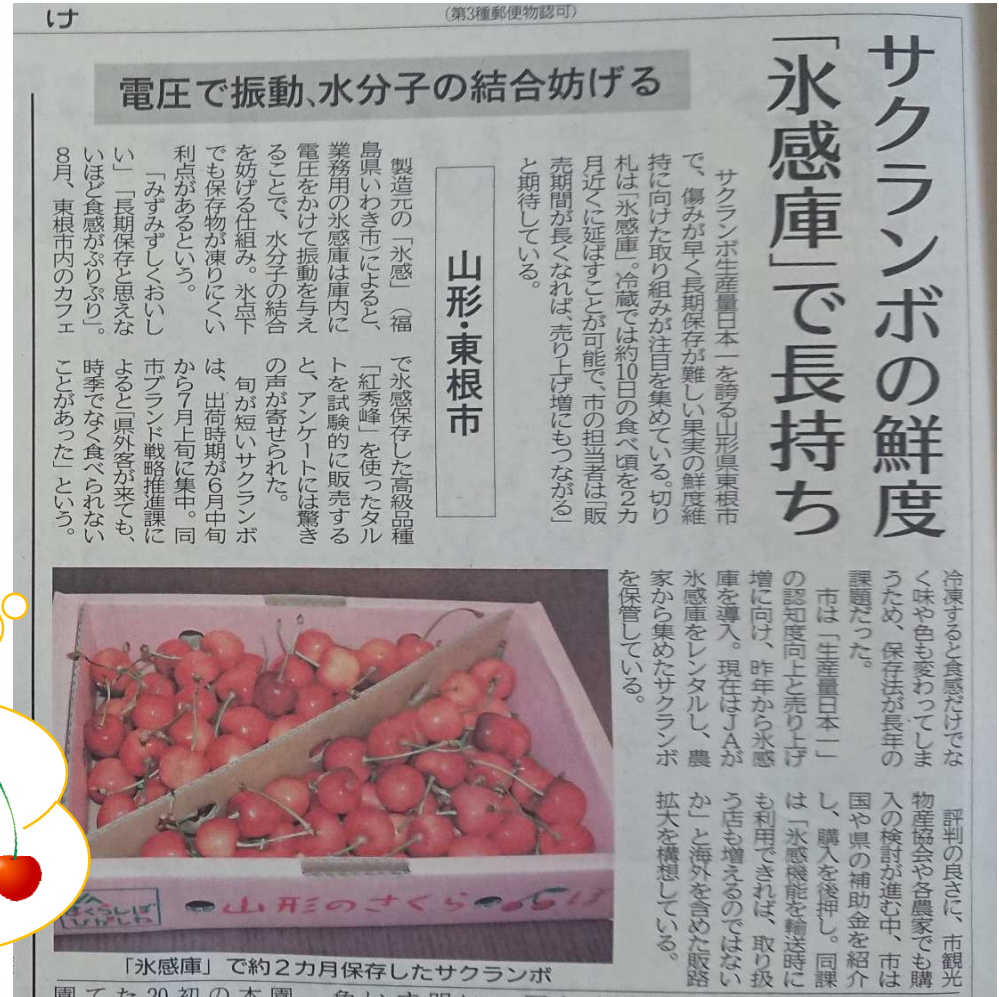 け
(第3種郵便物認可)
サクランボの鮮度
「氷感庫」で長持ち
電圧で振動、水分子の結合妨げる
山形・東根市
サクランボ生産量日本一を誇る山形県東根市
で、傷みが早く長期保存が難しい果実の鮮度維
持に向けた取り組みが注目を集めている。切り
札は「氷感庫」。冷蔵では約10日の食べ頃を2カ
月近くに延ばすことが可能で、市の担当者は「販
売期間が長くなれば、売り上げ増にもつながる」
と期待している。
製造元の「氷感」(福
島県いわき市)によると、
業務用の氷感庫は庫内に
電圧をかけて振動を与え
ることで、水分子の結合
を妨げる仕組み。氷点下
でも保存物が凍りにくい
利点があるという。
「みずみずしくおいし
い」「長期保存と思えな
いほど食感がぷりぷり」。
8月、東根市内のカフェ
で氷感保存した高級品種
「紅秀峰」を使ったタル
トを試験的に販売する
と、アンケートには驚き
の声が寄せられた。
旬が短いサクランボ
は、出荷時期が6月中旬
から7月上旬に集中。同
市ブランド戦略推進課に
よると「県外客が来ても、
時季でなく食べられない
ことがあった」という。
冷凍すると食感だけでな
く味や色も変わってしま
うため、保存法が長年の
課題だった。
市は「生産量日本一」
の認知度向上と売り上げ
増に向け、昨年から氷感
庫を導入。現在はJAが
氷感庫をレンタルし、農
家から集めたサクランボ
を保管している。
評判の良さに、市観光
物産協会や各農家でも購
入の検討が進む中、市は
国や県の補助金を紹介
し、購入を後押し。同課
は「氷感機能を輸送時に
も利用できれば、取り扱
う店も増えるのではない
か」と海外を含めた販路
拡大を構想している。
山形のさくらんぼ
さくらんぼ
ひがしね
「氷感庫」で約2カ月保存したサクランボ